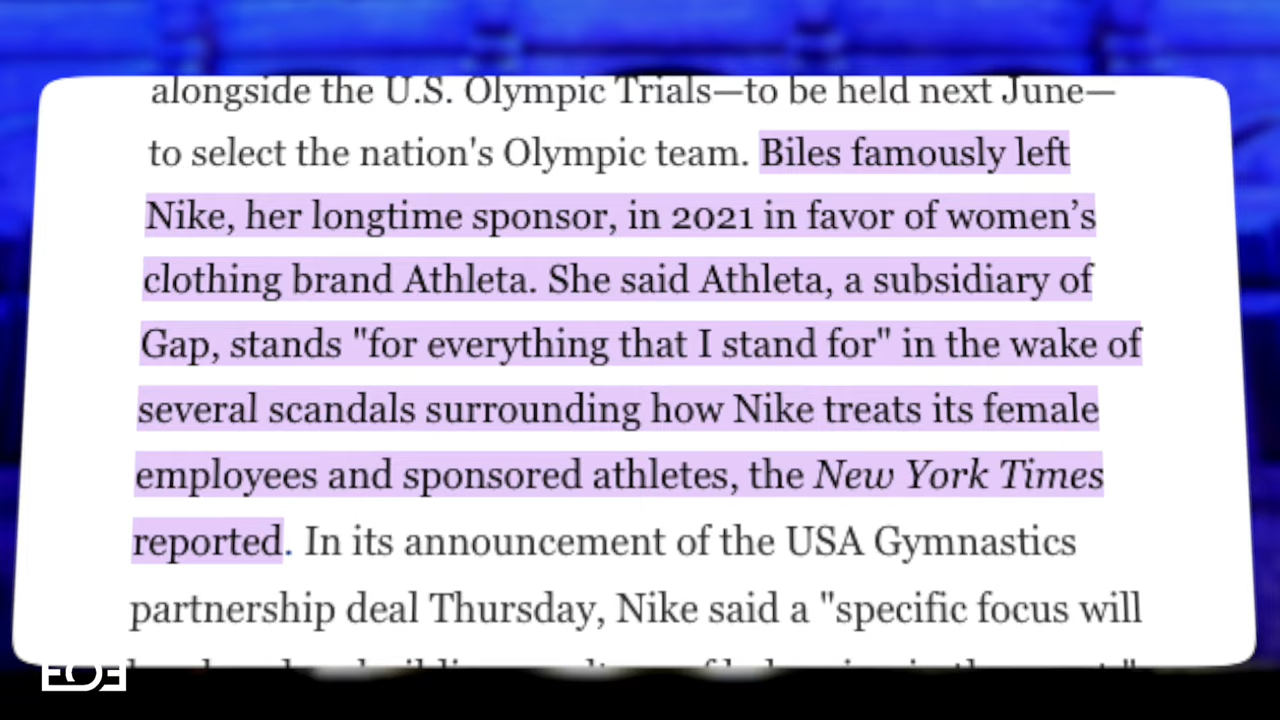 alongside the U.S. Olympic Trials—to be held next June—
to select the nation's Olympic team. Biles famously left
Nike, her longtime sponsor, in 2021 in favor of women’s
clothing brand Athleta. She said Athleta, a subsidiary of
Gap, stands "for everything that I stand for" in the wake of
several scandals surrounding how Nike treats its female
employees and sponsored athletes, the New York Times
reported. In its announcement of the USA Gymnastics
partnership deal Thursday, Nike said a "specific focus will